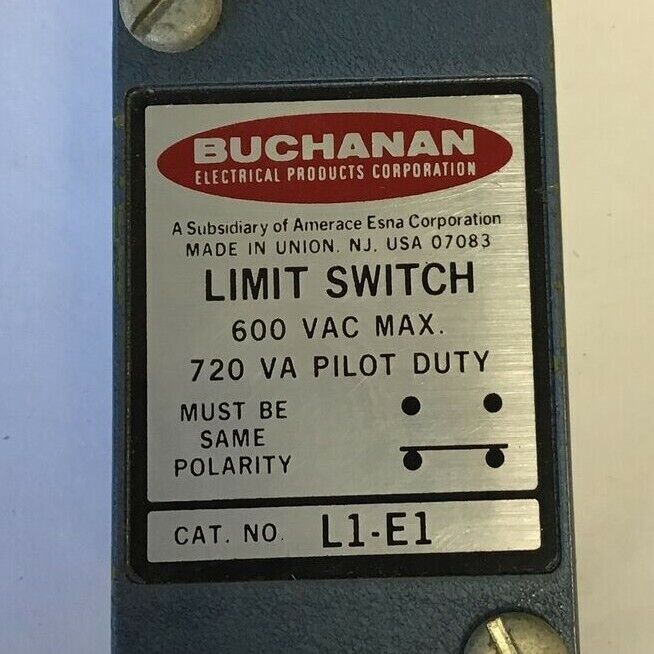 BUCHANAN
ELECTRICAL PRODUCTS CORPORATION
A Subsidiary of Amerace Esna Corporation
MADE IN UNION, NJ, USA 07083
LIMIT SWITCH
600 VAC MAX.
720 VA PILOT DUTY
MUST BE
SAME
POLARITY
CAT. NO. L1-E1